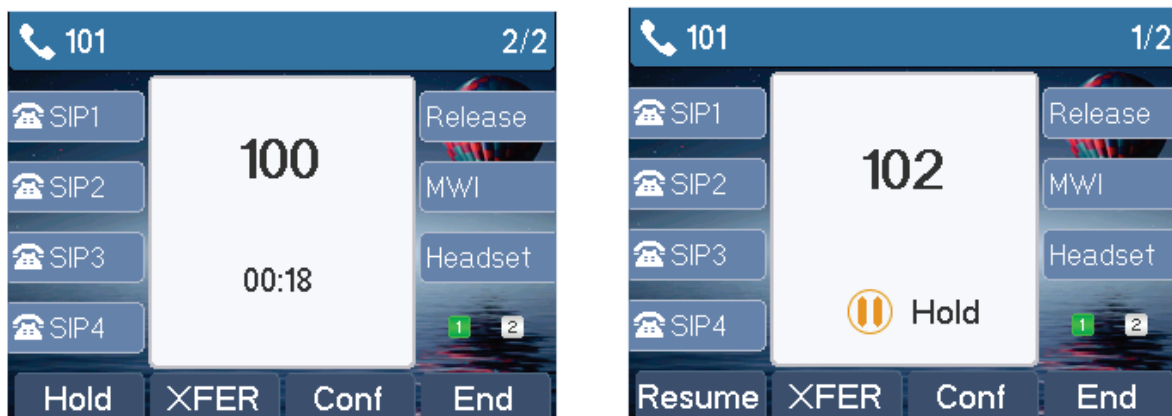 101 2/2
SIP1
SIP2
SIP3
SIP4
100
00:18
Release
MWI
Headset
1 2
Hold XFER Conf End
101 1/2
SIP1
SIP2
SIP3
SIP4
102
Hold
Release
MWI
Headset
1 2
Resume XFER Conf End